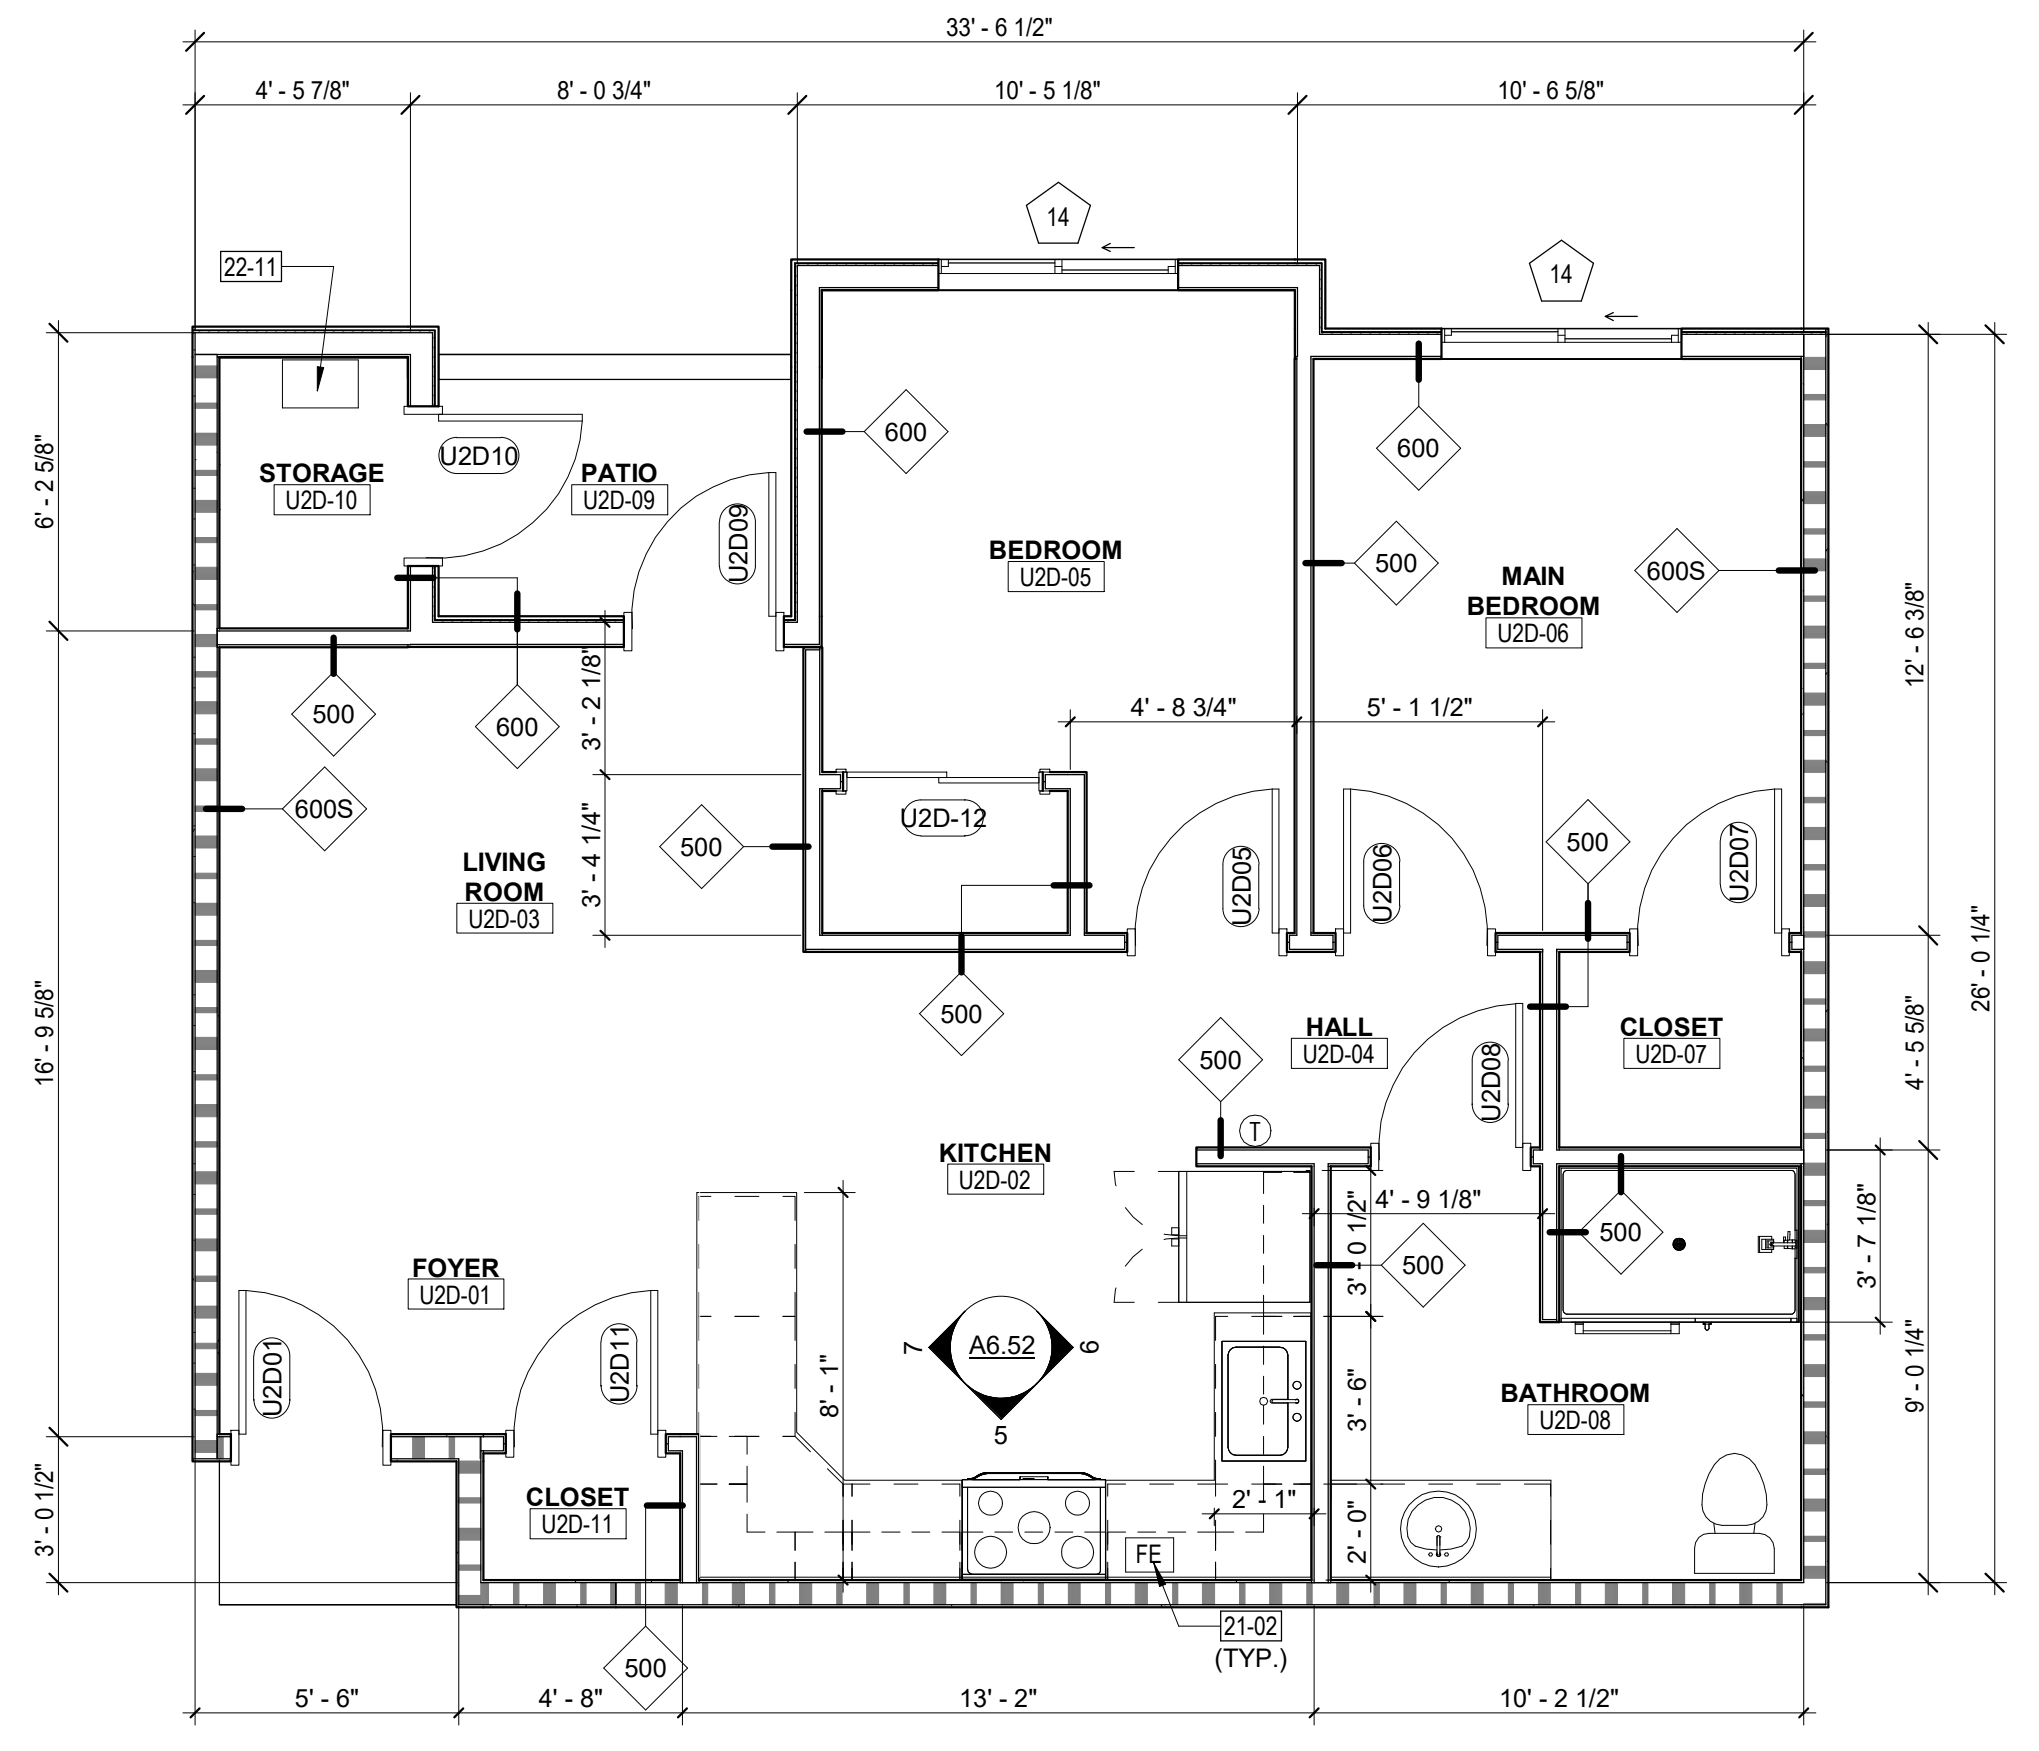 33' - 6 1/2"
4' - 5 7/8"
8' - 0 3/4"
10' - 5 1/8"
10' - 6 5/8"
14
14
22-11
600
600
6' - 2 5/8"
STORAGE
U2D-10
U2D10
PATIO
U2D-09
U2D09
BEDROOM
U2D-05
500
MAIN
BEDROOM
U2D-06
600S
12' - 6 3/8"
500
600
3' - 2 1/8"
4' - 8 3/4"
5' - 1 1/2"
600S
500
U2D-12
500
LIVING
ROOM
U2D-03
3' - 4 1/4"
U2D05
U2D06
U2D07
26' - 0 1/4"
16' - 9 5/8"
500
500
HALL
U2D-04
U2D08
CLOSET
U2D-07
4' - 5 5/8"
T
KITCHEN
U2D-02
3' - 0 1/2"
4' - 9 1/8"
500
500
3' - 7 1/8"
FOYER
U2D-01
U2D01
U2D11
8' - 1"
7
A6.52
6
5
3' - 6"
BATHROOM
U2D-08
9' - 0 1/4"
3' - 0 1/2"
CLOSET
U2D-11
2' - 1"
2' - 0"
FE
21-02
(TYP.)
500
5' - 6"
4' - 8"
13' - 2"
10' - 2 1/2"